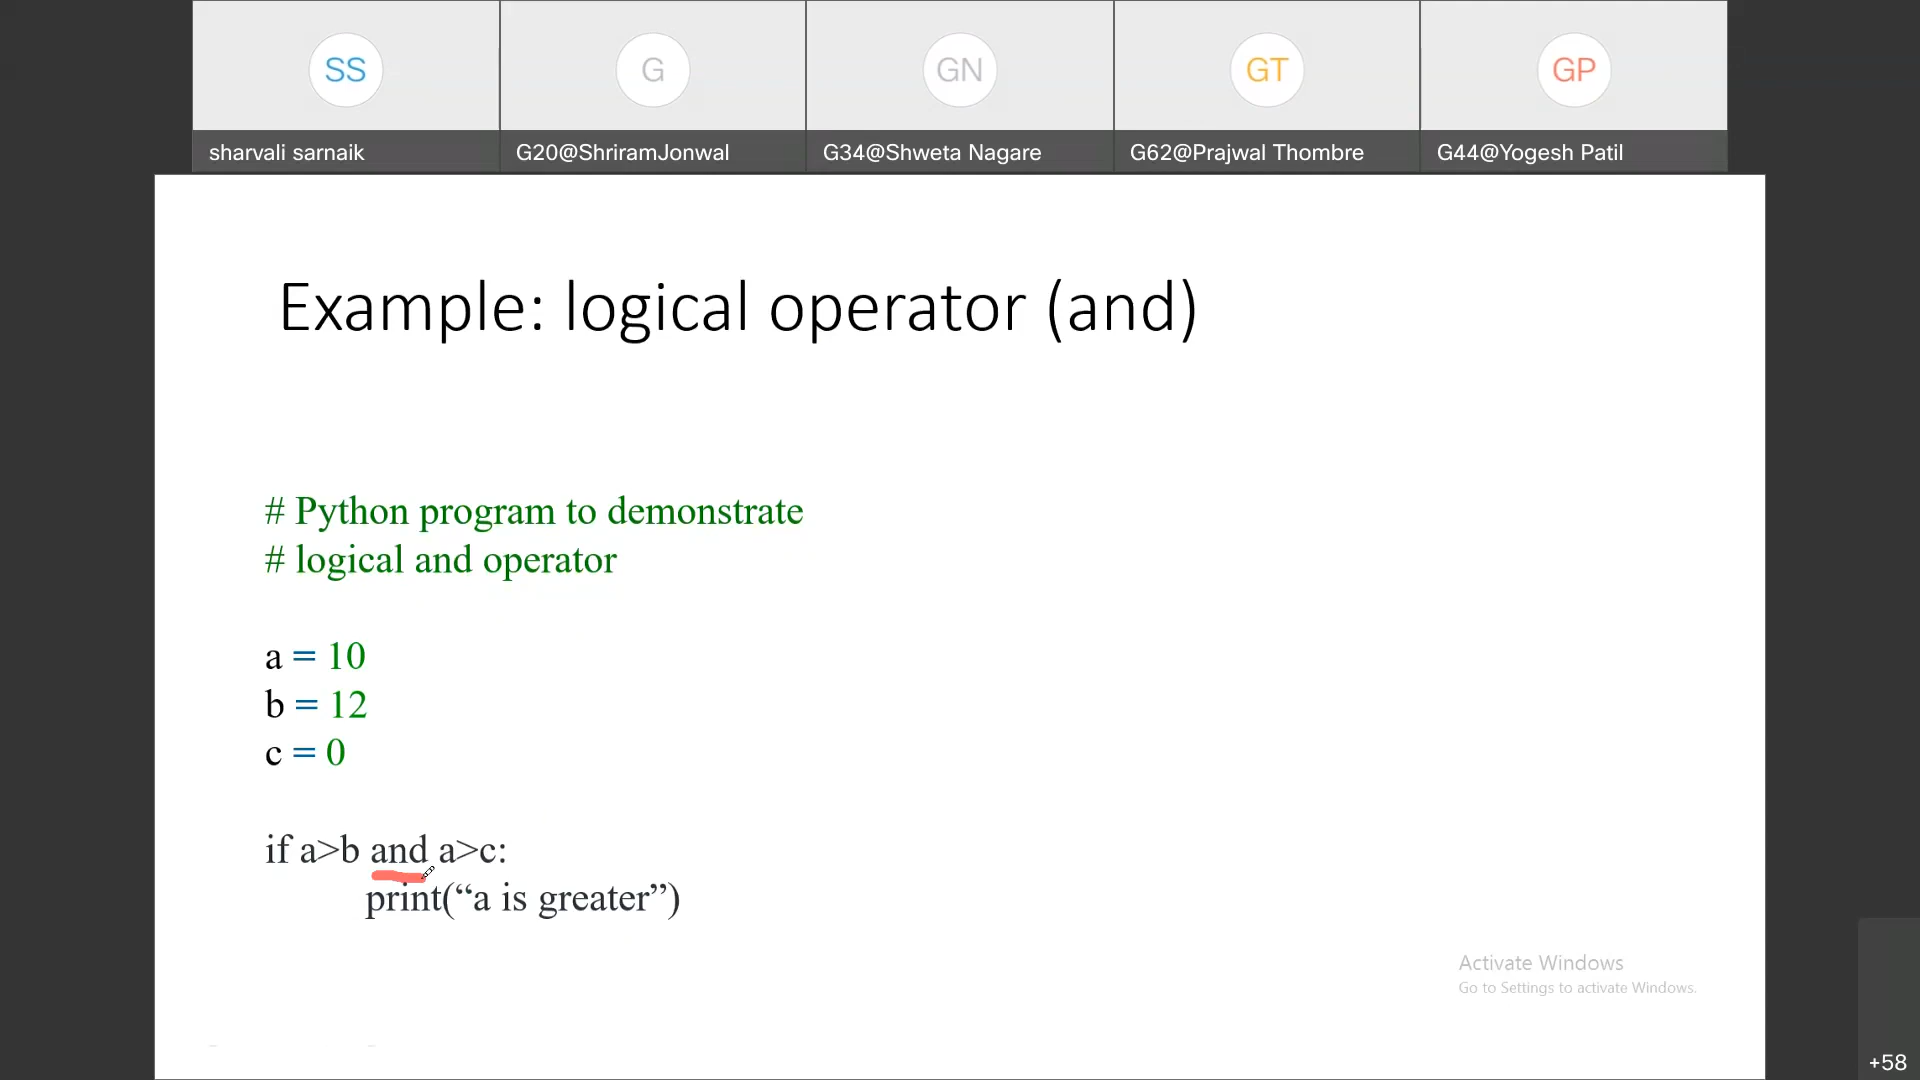 SS
G
GN
GT
GP
sharvali sarnaik
G20@ShriramJonwal
G34@Shweta Nagare
G62@Prajwal Thombre
G44@Yogesh Patil
Example: logical operator (and)
# Python program to demonstrate
# logical and operator
a = 10
b = 12
c = 0
if a>b and a>c:
print(“a is greater”)
Activate Windows
Go to Settings to activate Windows.
+58